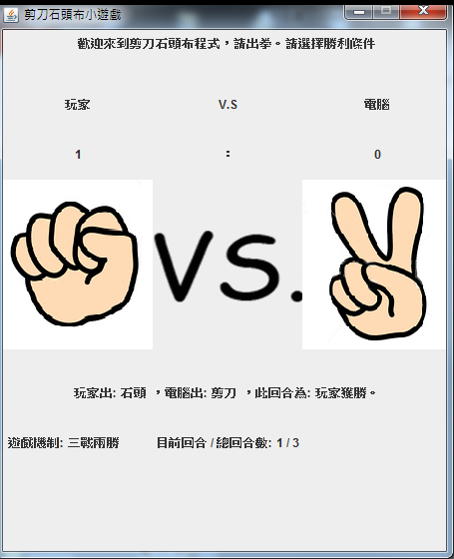 剪刀石頭布小遊戲
歡迎來到剪刀石頭布程式，請出拳。請選擇勝利條件
玩家 V.S 電腦
1 : 0
VS.
玩家出: 石頭 ，電腦出: 剪刀 ，此回合為: 玩家獲勝。
遊戲機制: 三戰兩勝 目前回合 / 總回合數: 1 / 3